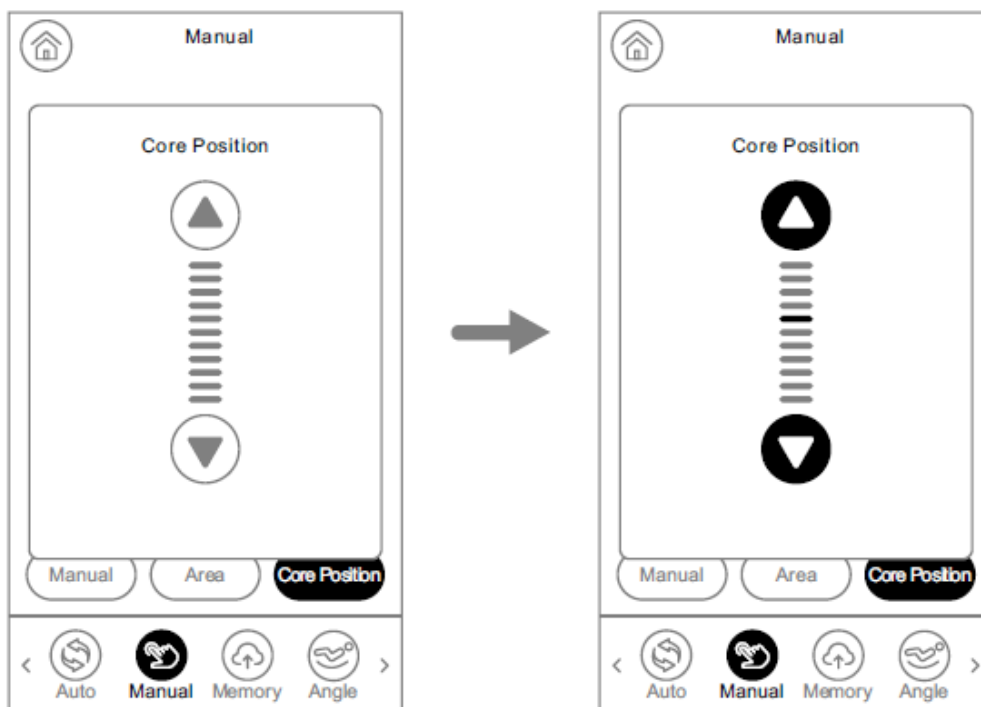 Manual
Core Position
Manual Area Core Position
Auto Manual Memory Angle
Manual
Core Position
Manual Area Core Position
Auto Manual Memory Angle